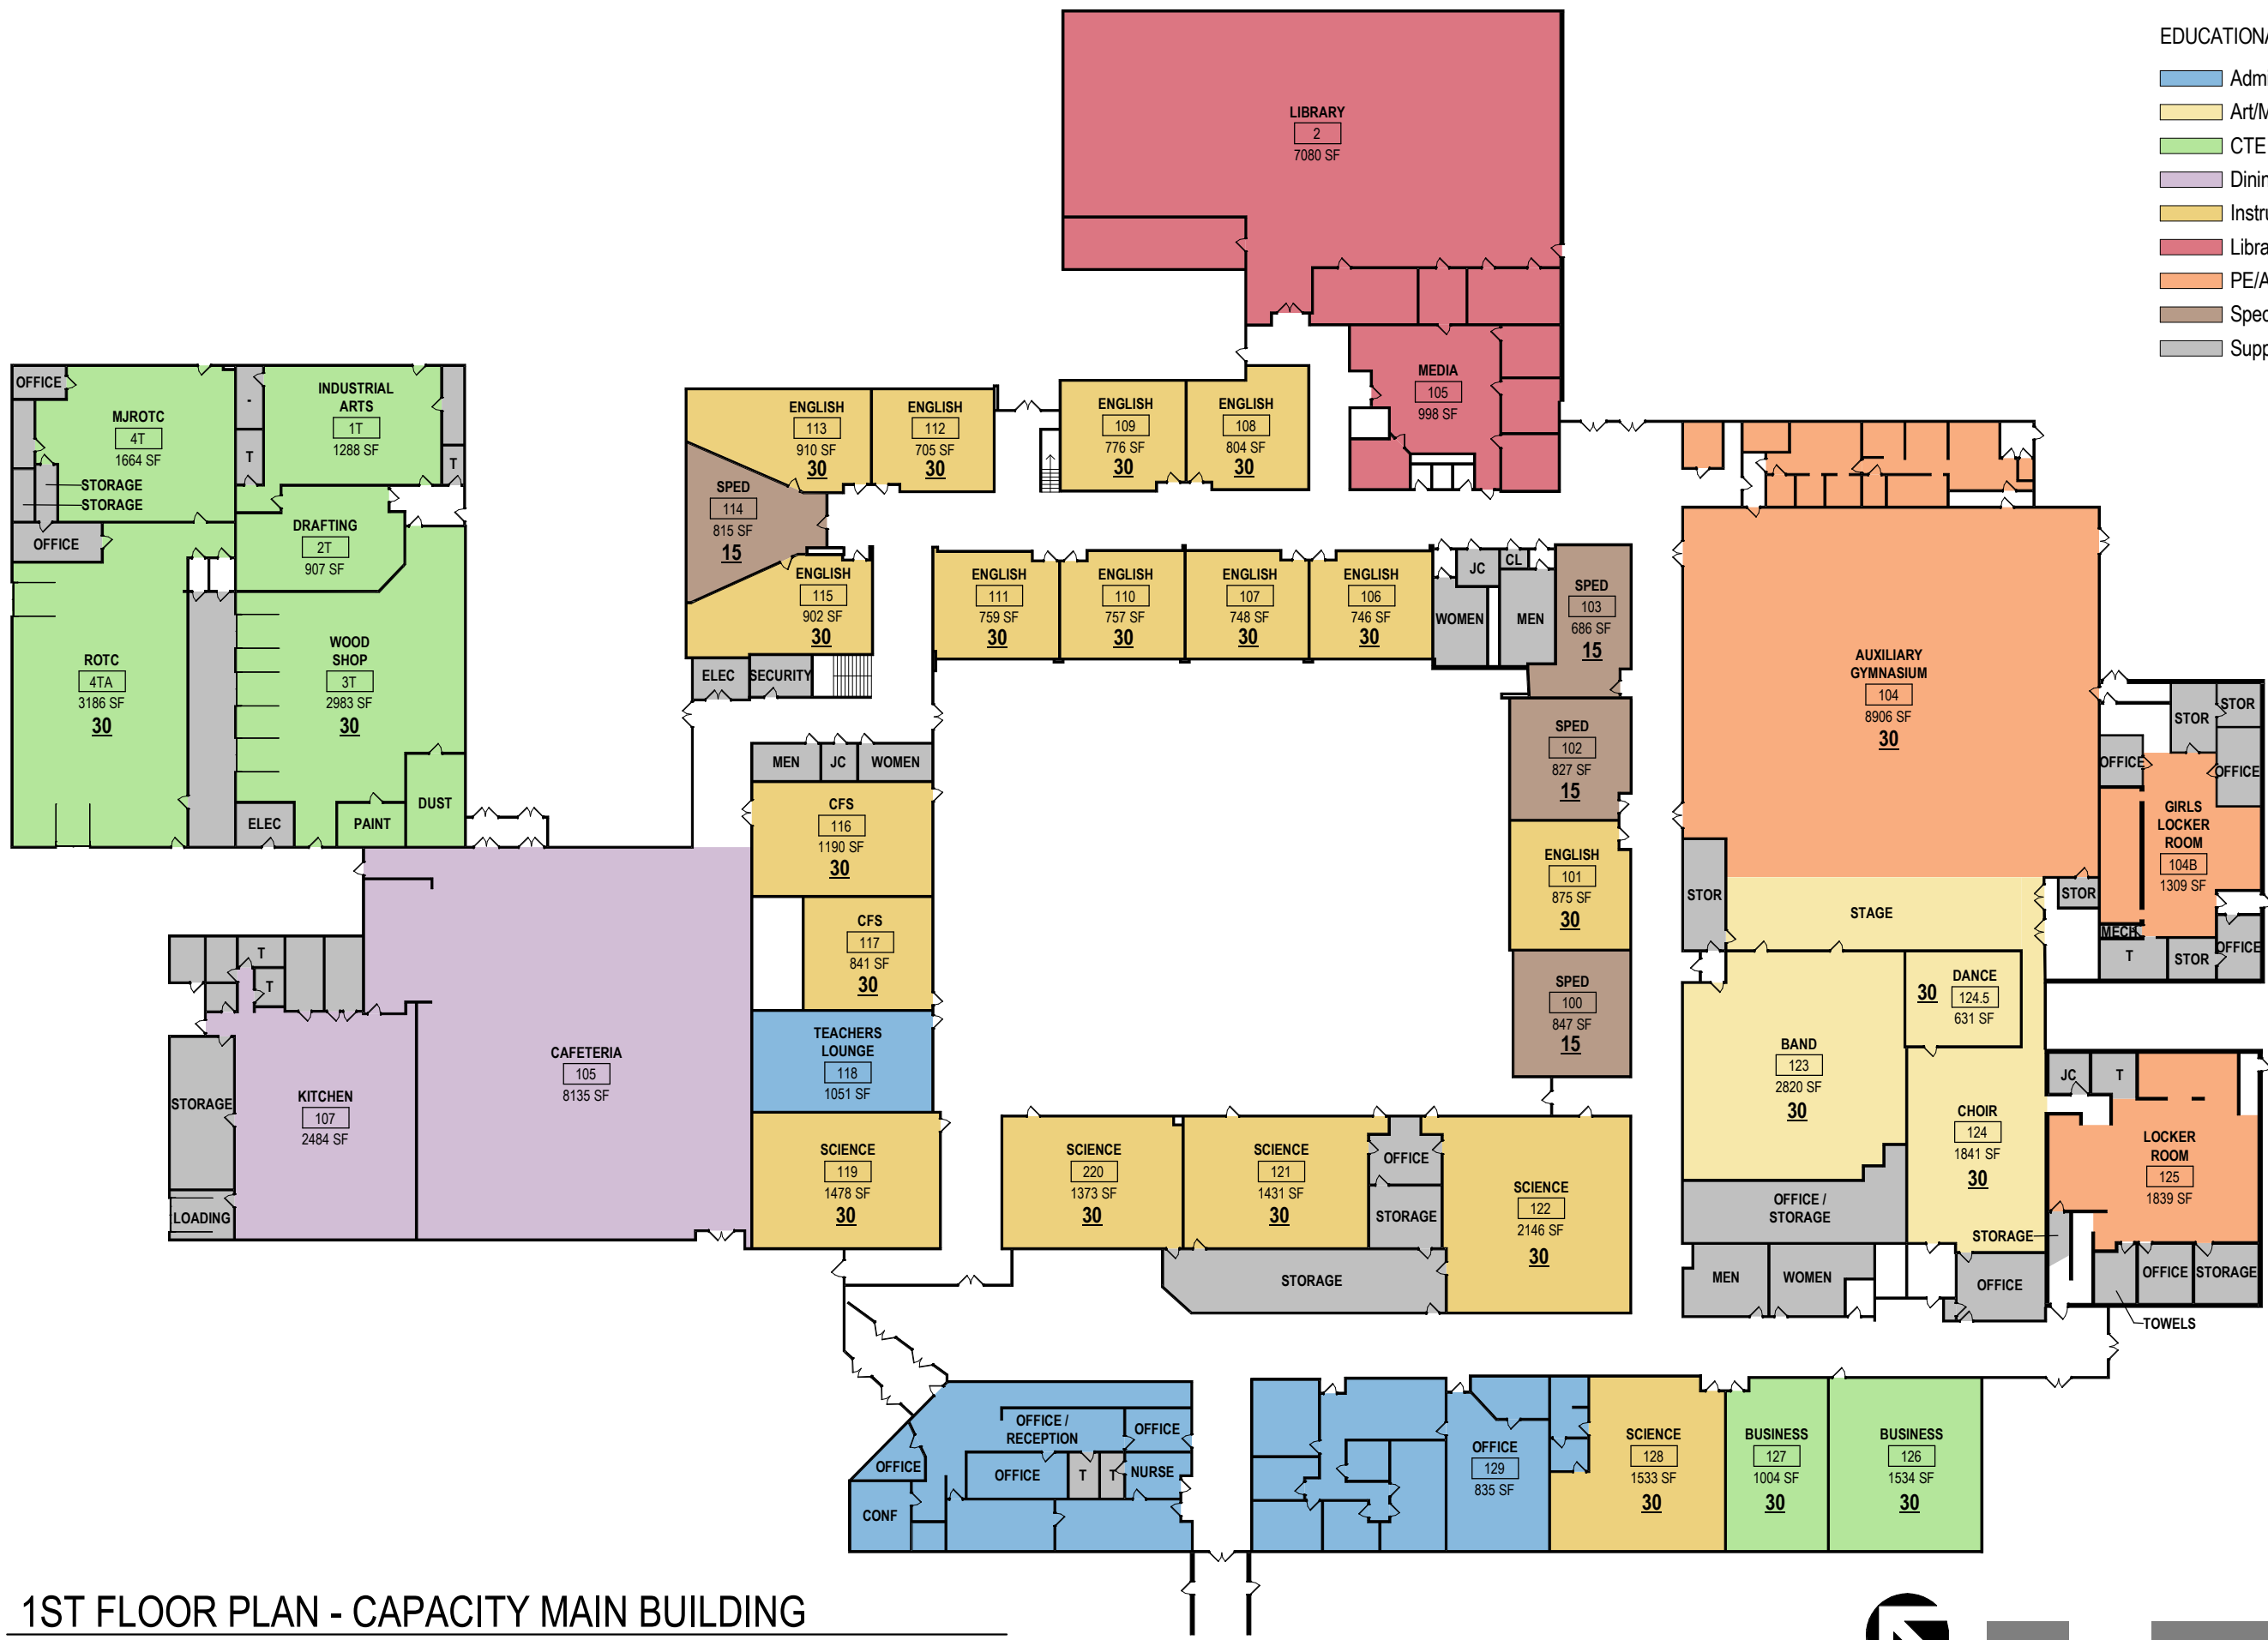 EDUCATIONA
Adm
Art/M
CTE
Dinin
Instru
Libra
PE/A
Spec
Supp
LIBRARY
2
7080 SF
MEDIA
105
998 SF
OFFICE
MJROTC
4T
1664 SF
STORAGE
STORAGE
OFFICE
-
T
INDUSTRIAL
ARTS
1T
1288 SF
T
DRAFTING
2T
907 SF
ROTC
4TA
3186 SF
30
WOOD
SHOP
3T
2983 SF
30
ELEC
PAINT
DUST
ENGLISH
113
910 SF
30
ENGLISH
112
705 SF
30
ENGLISH
109
776 SF
30
ENGLISH
108
804 SF
30
SPED
114
815 SF
15
ENGLISH
115
902 SF
30
ELEC
SECURITY
ENGLISH
111
759 SF
30
ENGLISH
110
757 SF
30
ENGLISH
107
748 SF
30
ENGLISH
106
746 SF
30
WOMEN
JC
CL
MEN
SPED
103
686 SF
15
SPED
102
827 SF
15
ENGLISH
101
875 SF
30
SPED
100
847 SF
15
MEN
JC
WOMEN
CFS
116
1190 SF
30
CFS
117
841 SF
30
TEACHERS
LOUNGE
118
1051 SF
SCIENCE
119
1478 SF
30
T
T
STORAGE
LOADING
KITCHEN
107
2484 SF
CAFETERIA
105
8135 SF
SCIENCE
220
1373 SF
30
SCIENCE
121
1431 SF
30
OFFICE
STORAGE
SCIENCE
122
2146 SF
30
STORAGE
AUXILIARY
GYMNASIUM
104
8906 SF
30
STOR
STAGE
STOR
STOR
STOR
OFFICE
OFFICE
GIRLS
LOCKER
ROOM
104B
1309 SF
MECH
T
STOR
OFFICE
BAND
123
2820 SF
30
30
DANCE
124.5
631 SF
CHOIR
124
1841 SF
30
OFFICE /
STORAGE
MEN
WOMEN
OFFICE
JC
T
LOCKER
ROOM
125
1839 SF
STORAGE
OFFICE
STORAGE
TOWELS
OFFICE /
RECEPTION
OFFICE
OFFICE
OFFICE
T
T
NURSE
CONF
OFFICE
129
835 SF
SCIENCE
128
1533 SF
30
BUSINESS
127
1004 SF
30
BUSINESS
126
1534 SF
30
1ST FLOOR PLAN - CAPACITY MAIN BUILDING